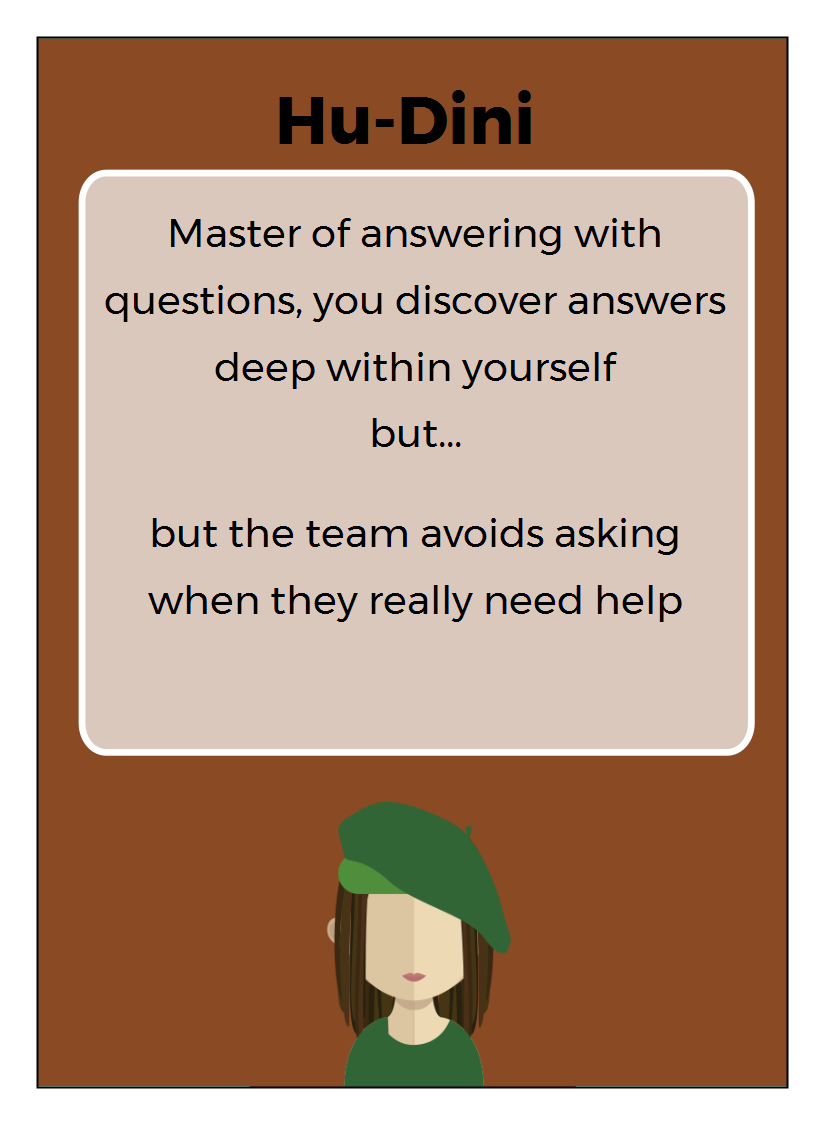 Hu-Dini
Master of answering with
questions, you discover answers
deep within yourself
but...
but the team avoids asking
when they really need help